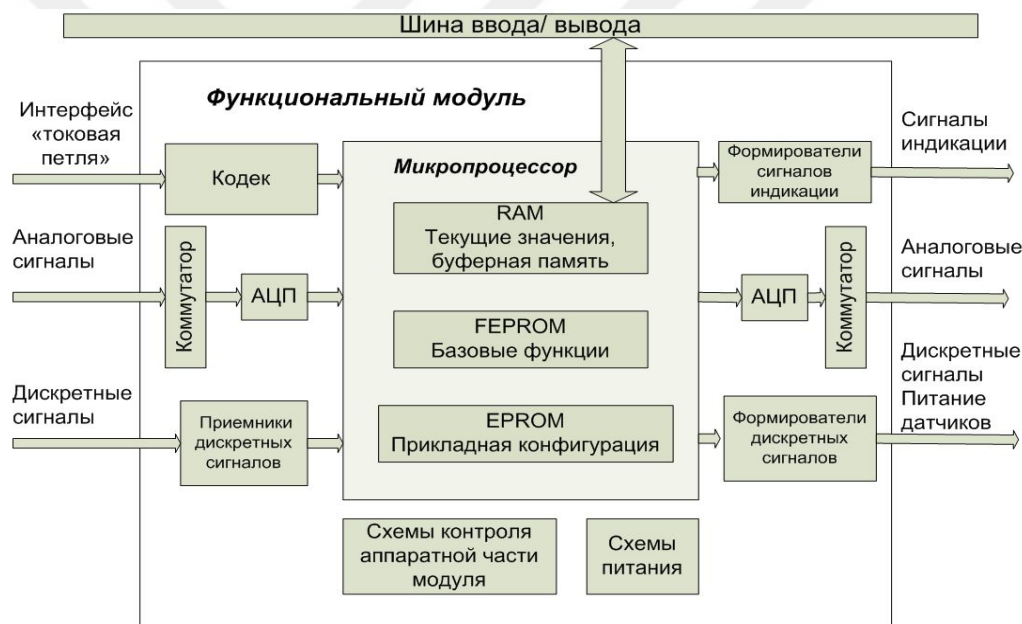 Шина ввода/ вывода
Функциональный модуль
Интерфейс
«токовая
петля»
Кодек
Микропроцессор
Формирователи
сигналов
индикации
Сигналы
индикации
RAM
Текущие значения,
буферная память
Аналоговые
сигналы
Коммутатор
АЦП
АЦП
Коммутатор
Аналоговые
сигналы
FEPROM
Базовые функции
Дискретные
сигналы
Приемники
дискретных
сигналов
EPROM
Прикладная конфигурация
Формирователи
дискретных
сигналов
Дискретные
сигналы
Питание
датчиков
Схемы контроля
аппаратной части
модуля
Схемы
питания